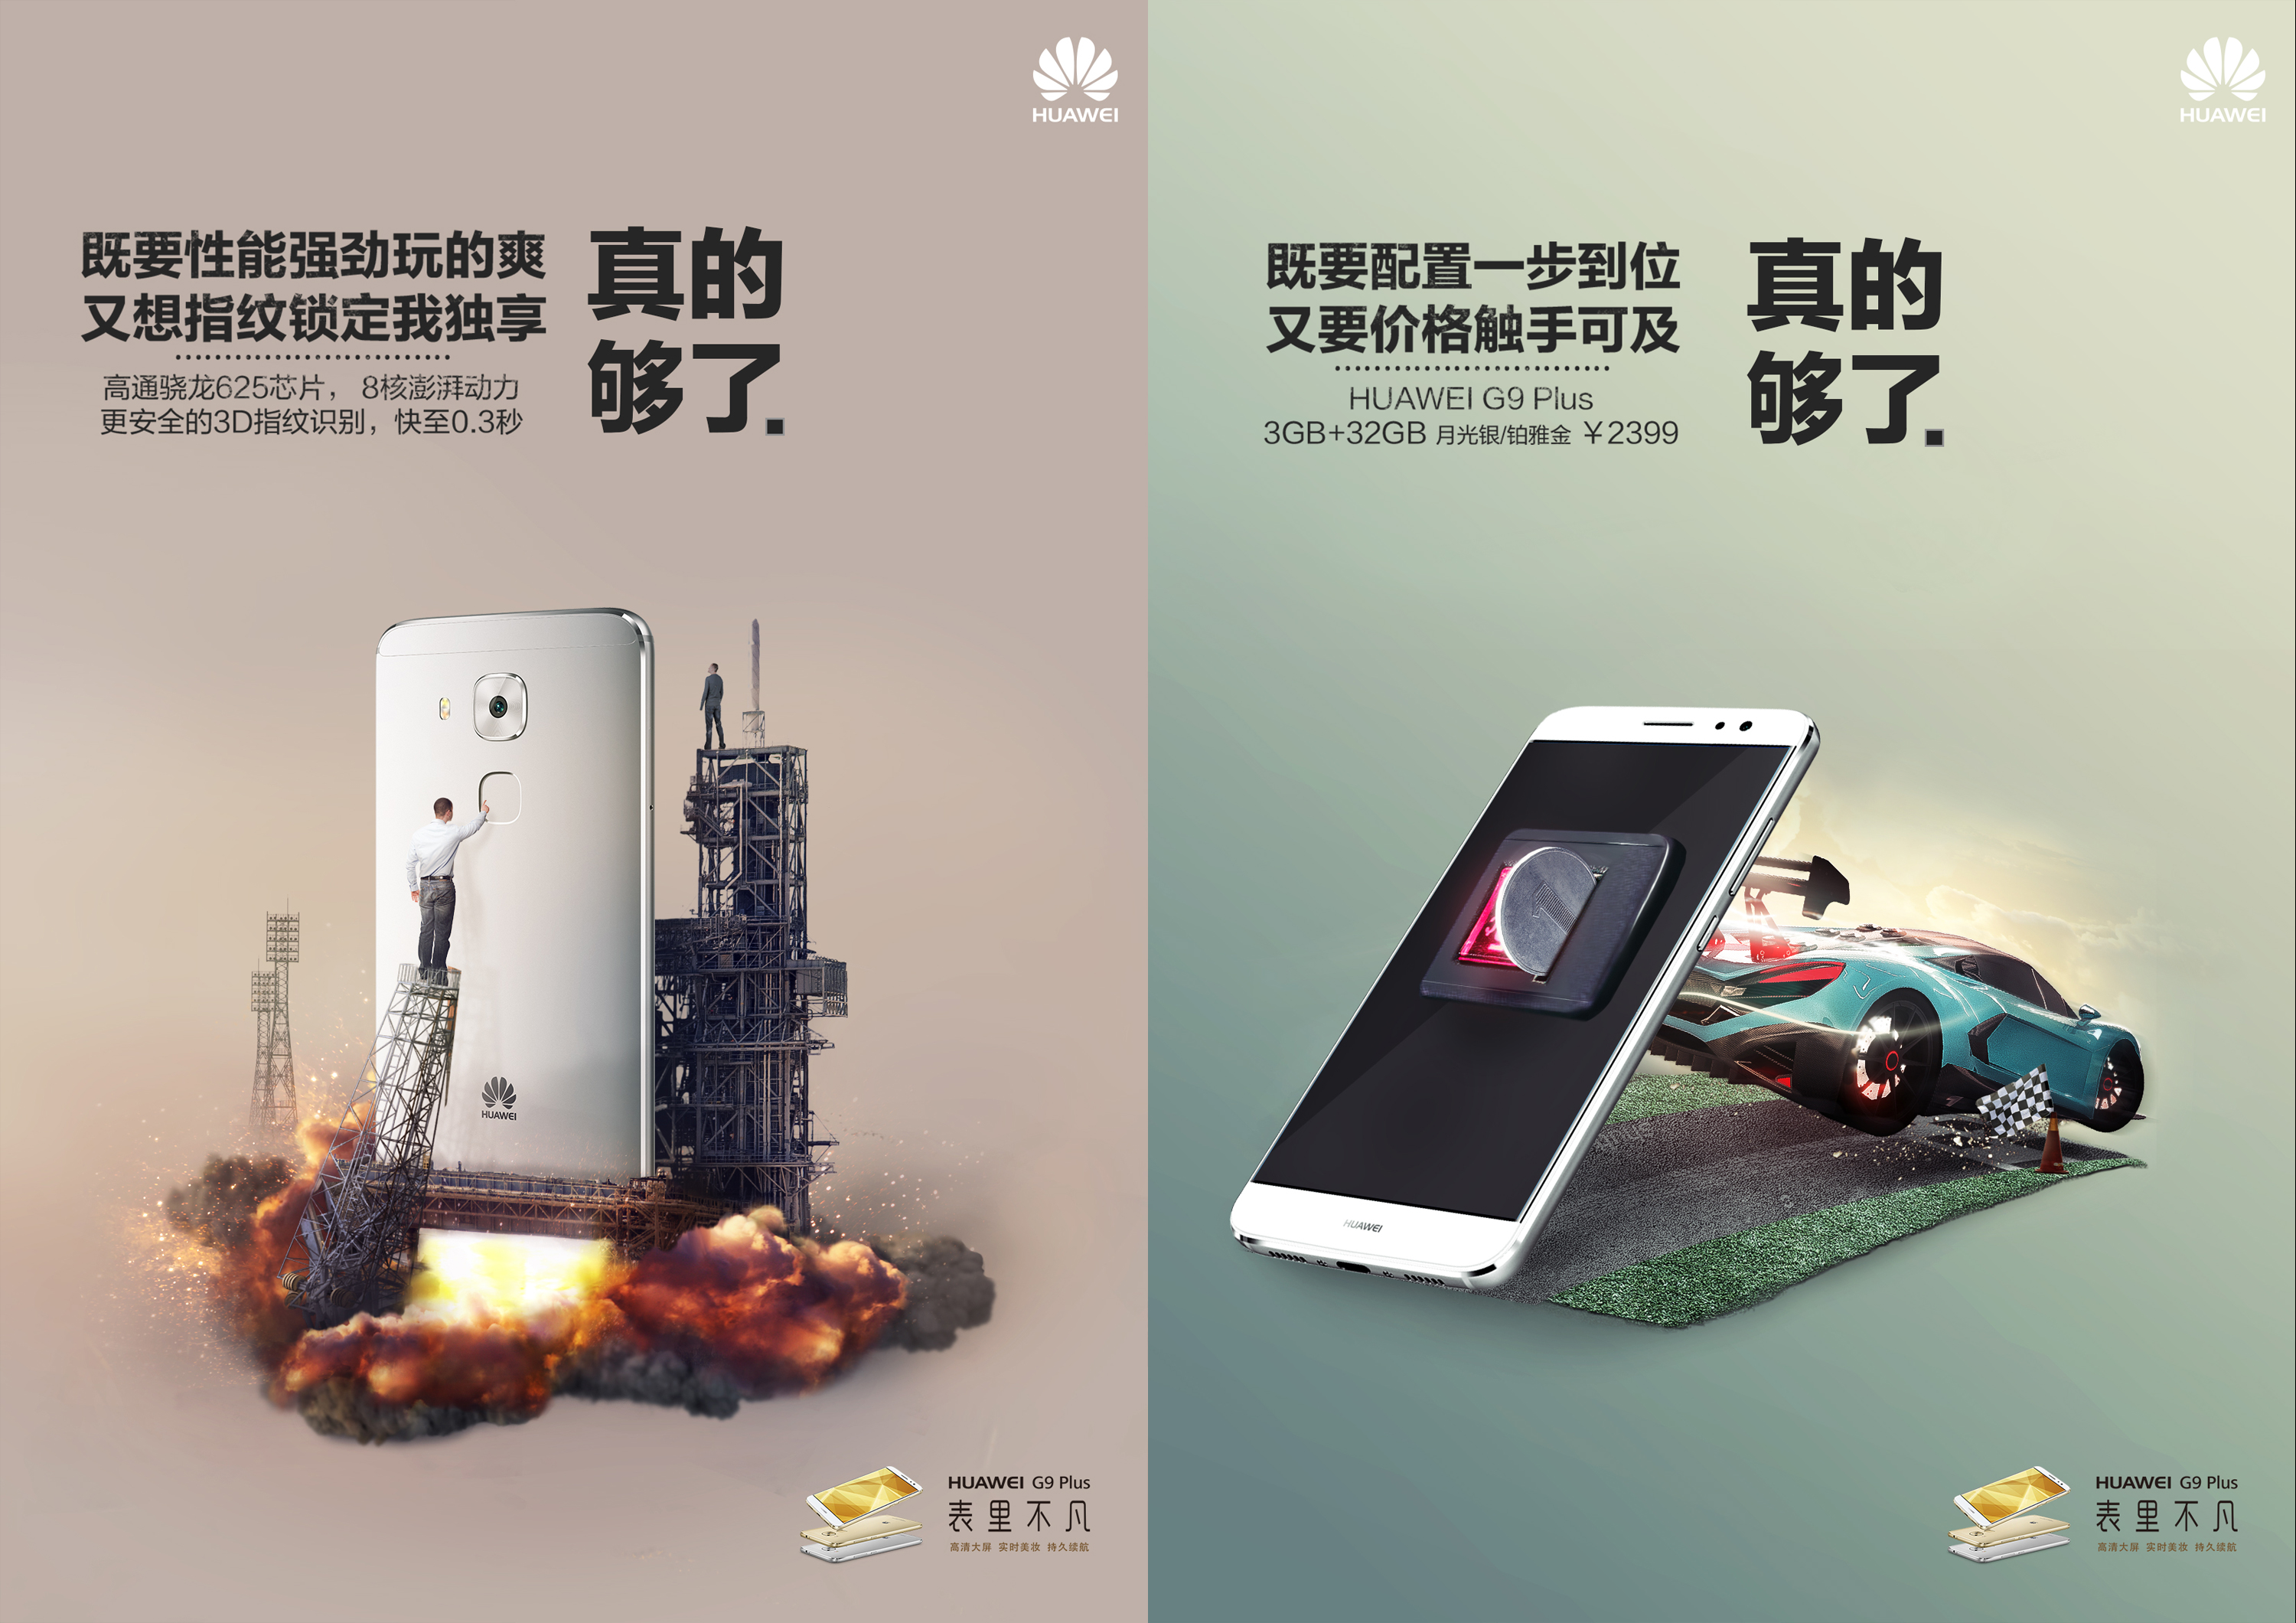 HUAWEI
既要性能强劲玩的爽
又想指纹锁定我独享
高通骁龙625芯片， 8核澎湃动力
更安全的3D指纹识别，快至0.3秒
真的
够了.
HUAWEI
HUAWEI G9 Plus
表里不凡
高清大屏 实时美妆 持久续航
HUAWEI
既要配置一步到位
又要价格触手可及
HUAWEI G9 Plus
3GB+32GB 月光银/铂雅金 ￥2399
真的
够了.
1
HUAWEI
HUAWEI G9 Plus
表里不凡
高清大屏 实时美妆 持久续航